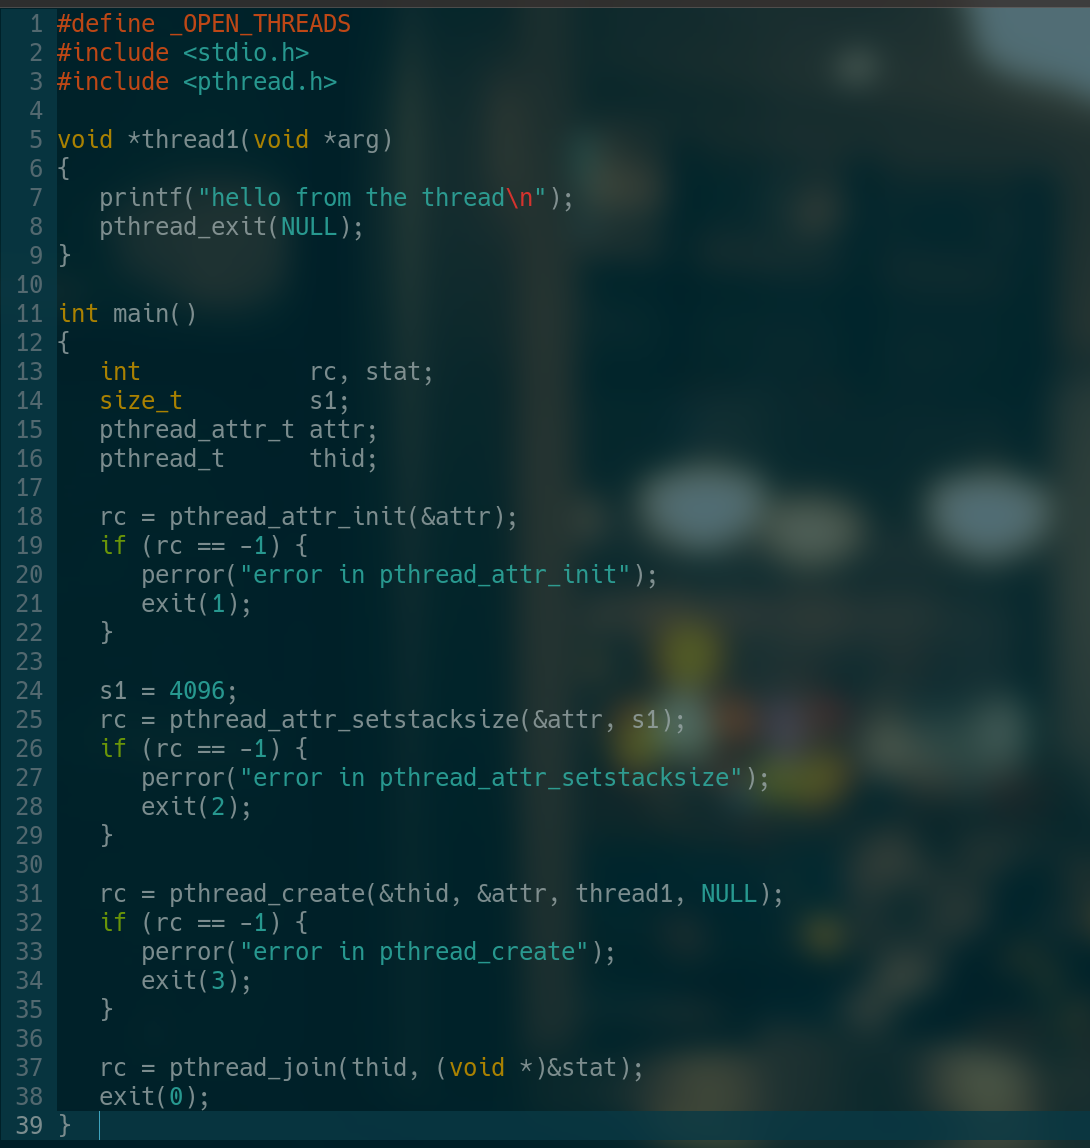 1 #define _OPEN_THREADS
2 #include <stdio.h>
3 #include <pthread.h>
4
5 void *thread1(void *arg)
6 {
7    printf("hello from the thread\n");
8    pthread_exit(NULL);
9 }
10
11 int main()
12 {
13    int            rc, stat;
14    size_t         s1;
15    pthread_attr_t attr;
16    pthread_t      thid;
17
18    rc = pthread_attr_init(&attr);
19    if (rc == -1) {
20       perror("error in pthread_attr_init");
21       exit(1);
22    }
23
24    s1 = 4096;
25    rc = pthread_attr_setstacksize(&attr, s1);
26    if (rc == -1) {
27       perror("error in pthread_attr_setstacksize");
28       exit(2);
29    }
30
31    rc = pthread_create(&thid, &attr, thread1, NULL);
32    if (rc == -1) {
33       perror("error in pthread_create");
34       exit(3);
35    }
36
37    rc = pthread_join(thid, (void *)&stat);
38    exit(0);
39 }